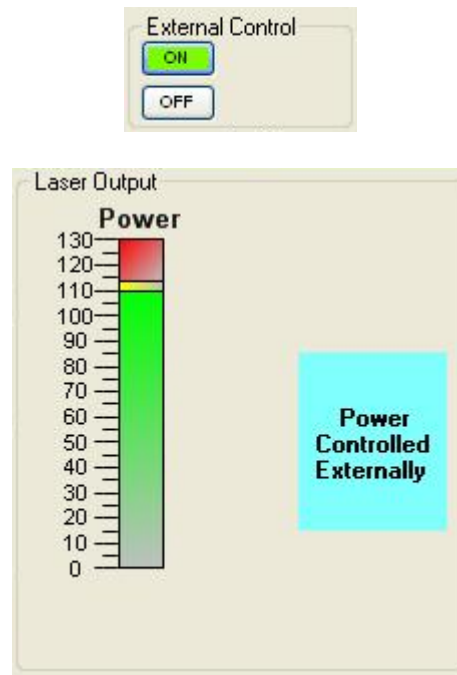 External Control
ON
OFF
Laser Output
Power
130
120
110
100
90
80
70
60
50
40
30
20
10
0
Power
Controlled
Externally